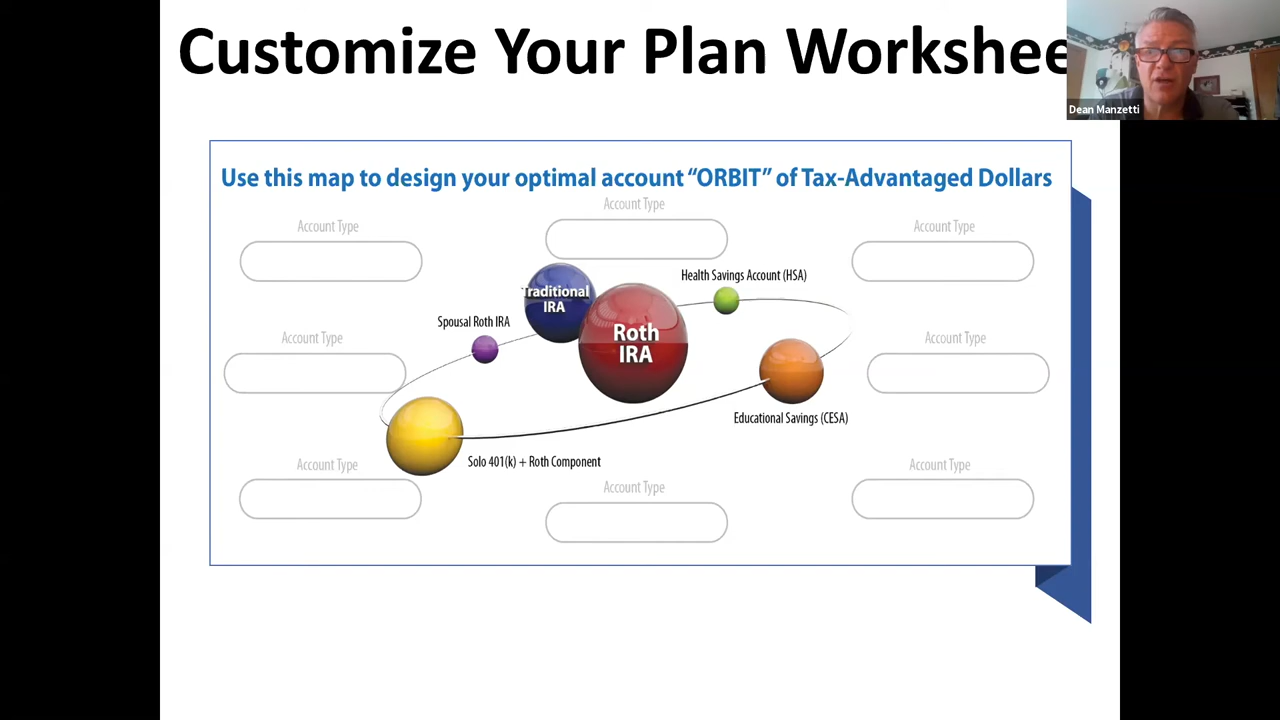 Customize Your Plan Workshee
Dean Manzetti
Use this map to design your optimal account “ORBIT” of Tax-Advantaged Dollars
Account Type
Account Type
Account Type
Health Savings Account (HSA)
Traditional
IRA
Spousal Roth IRA
Roth
IRA
Account Type
Account Type
Educational Savings (CESA)
Solo 401(k) + Roth Component
Account Type
Account Type
Account Type